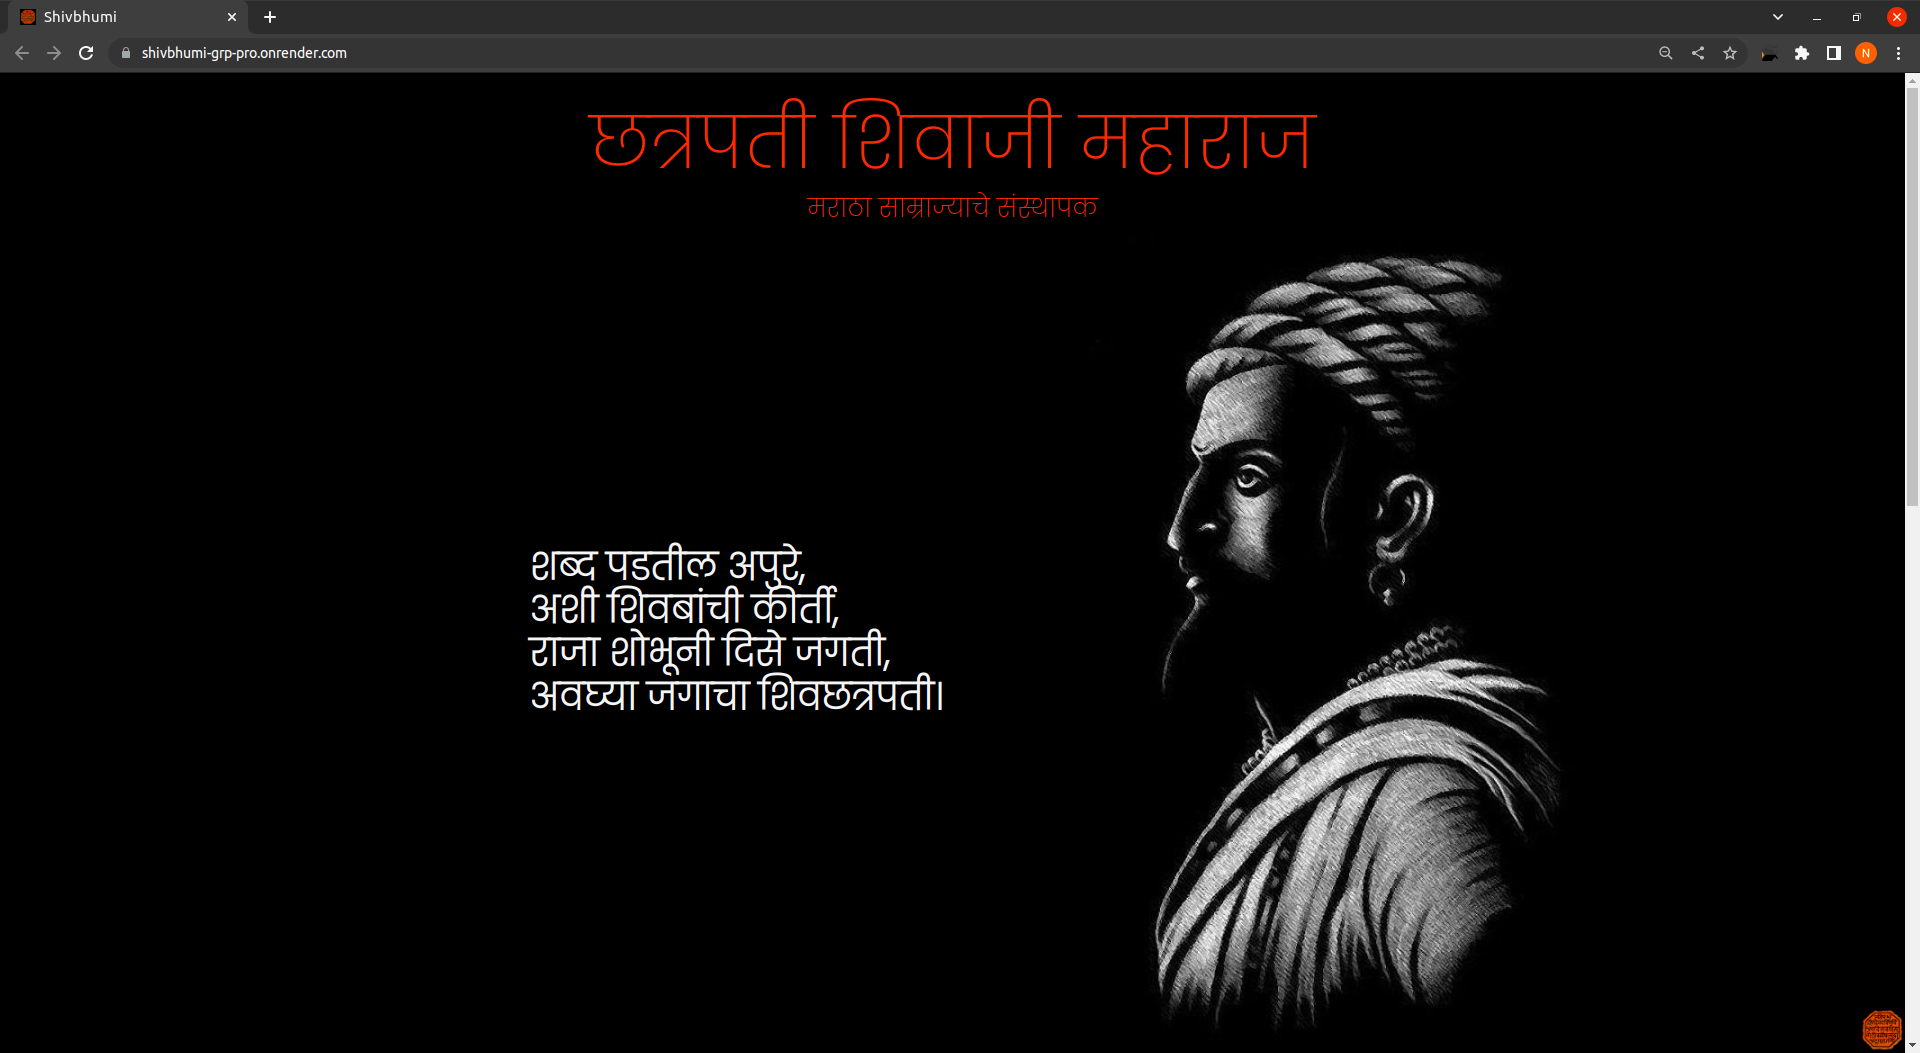 Shivbhumi
shivbhumi-grp-pro.onrender.com
N
छत्रपती शिवाजी महाराज
मराठा साम्राज्याचे संस्थापक
शब्द पडतील अपुरे,
अशी शिवबांची कीर्ती,
राजा शोभूनी दिसे जगती,
अवघ्या जगाचा शिवछत्रपती।